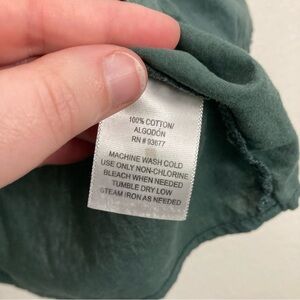 100% COTTON/
ALGODÓN
RN # 93677
MACHINE WASH COLD
USE ONLY NON-CHLORINE
BLEACH WHEN NEEDED
TUMBLE DRY LOW
STEAM IRON AS NEEDED